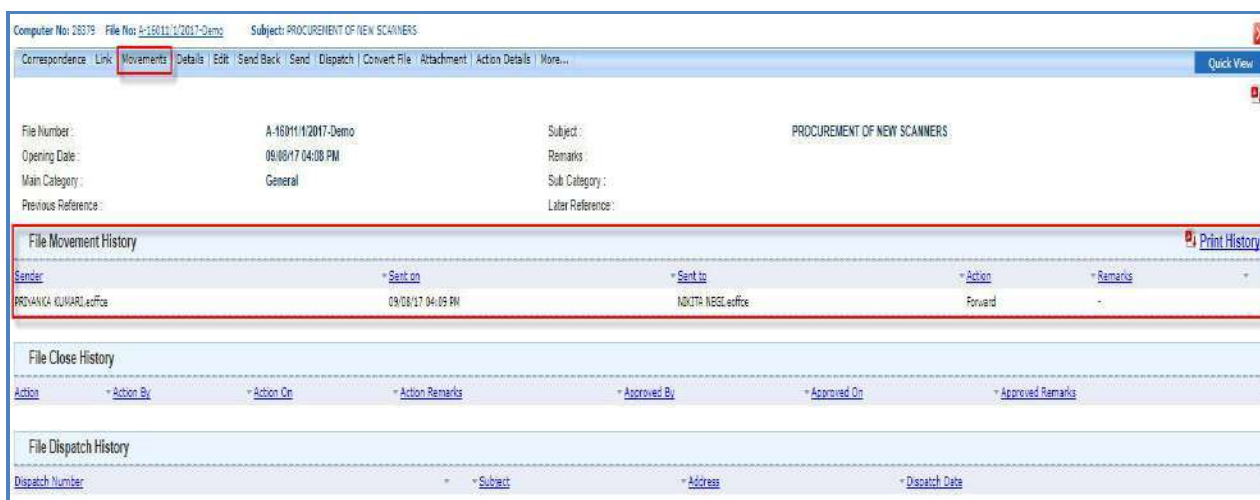 Computer No: 28379 File No: A-16011/1/2017-Demo Subject: PROCUREMENT OF NEW SCANNERS
Correspondence | Link | Movements | Details | Edit | Send Back | Send | Dispatch | Convert File | Attachment | Action Details | More...
Quick View
File Number : A-16011/1/2017-Demo Subject : PROCUREMENT OF NEW SCANNERS
Opening Date : 09/08/17 04:08 PM Remarks :
Main Category : General Sub Category :
Previous Reference : Later Reference :
File Movement History Print History
Sender Sent on Sent to Action Remarks
PRIYANKA KUMARI.eoffce 09/08/17 04:09 PM NIKITA NEGI.eoffce Forward -
File Close History
Action Action By Action On Action Remarks Approved By Approved On Approved Remarks
File Dispatch History
Dispatch Number Subject Address Dispatch Date